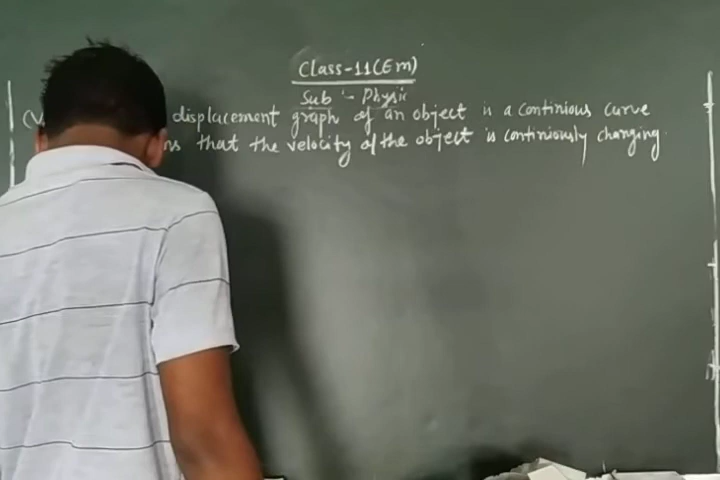 Class-11(Em)
Sub :- Physic
displacement graph of an object is a continious curve
that the velocity of the object is continiously changing.